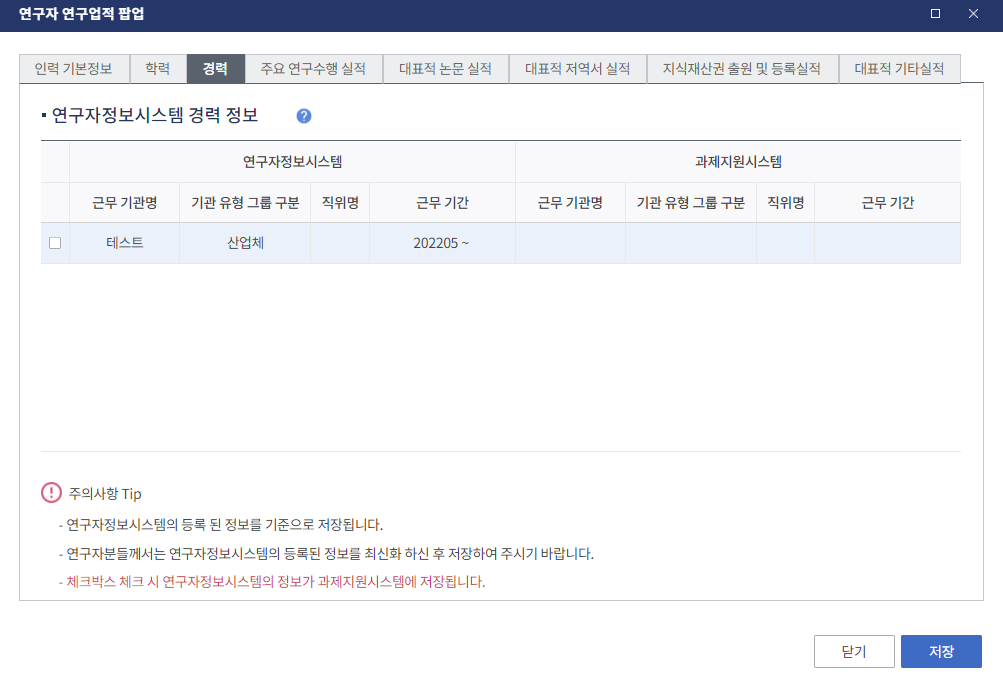 연구자 연구업적 팝업
인력 기본정보 학력 경력 주요 연구수행 실적 대표적 논문 실적 대표적 저역서 실적 지식재산권 출원 및 등록실적 대표적 기타실적
연구자정보시스템 경력 정보 ?
연구자정보시스템 과제지원시스템
근무 기관명 기관 유형 그룹 구분 직위명 근무 기간 근무 기관명 기관 유형 그룹 구분 직위명 근무 기간
테스트 산업체 202205 ~
주의사항 Tip
- 연구자정보시스템의 등록 된 정보를 기준으로 저장됩니다.
- 연구자분들께서는 연구자정보시스템의 등록된 정보를 최신화 하신 후 저장하여 주시기 바랍니다.
- 체크박스 체크 시 연구자정보시스템의 정보가 과제지원시스템에 저장됩니다.
닫기 저장